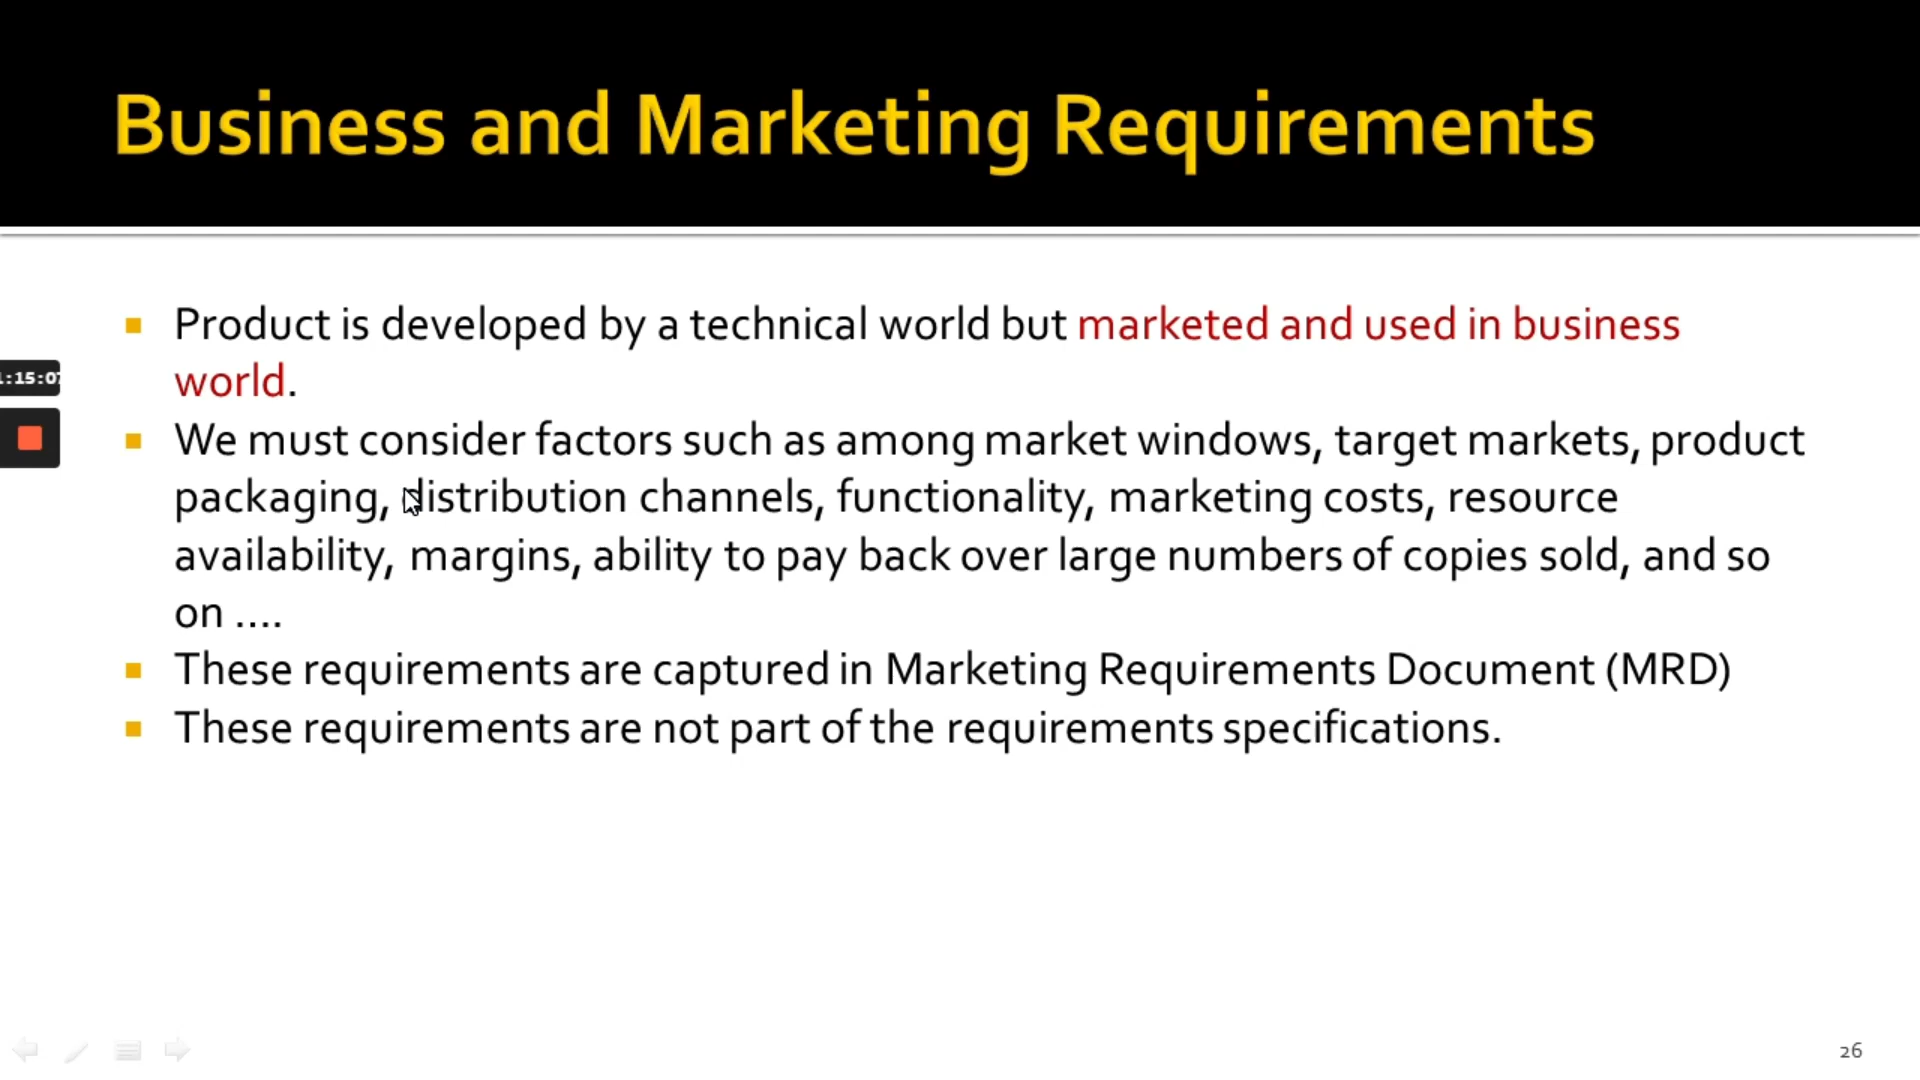 Business and Marketing Requirements
Product is developed by a technical world but marketed and used in business
world.
:15:07
We must consider factors such as among market windows, target markets, product
packaging, distribution channels, functionality, marketing costs, resource
availability, margins, ability to pay back over large numbers of copies sold, and so
on ....
These requirements are captured in Marketing Requirements Document (MRD)
These requirements are not part of the requirements specifications.
26